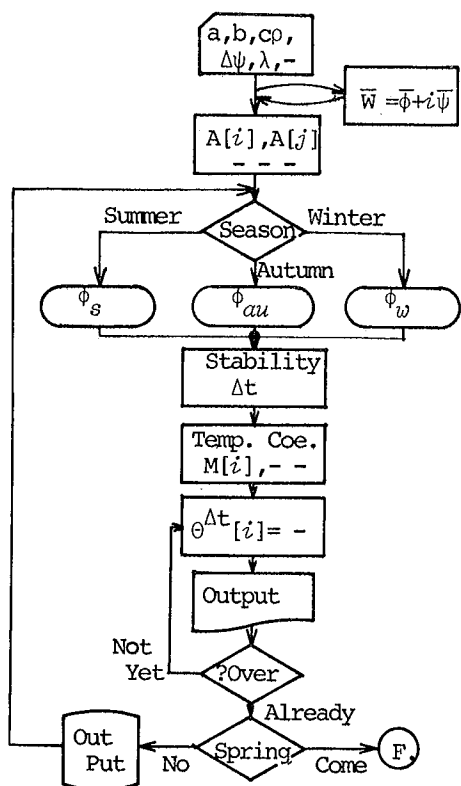 a,b,cρ,
Δψ,λ,-
W̅ =ϕ̅+iψ̅
A[i],A[j]
- - -
Summer
Season
Winter
Autumn
ϕs
ϕau
ϕw
Stability
Δt
Temp. Coe.
M[i],- -
Θ^Δt[i]= -
Output
Not
Yet
?Over
Already
Out
Put
No
Spring
Come
F.